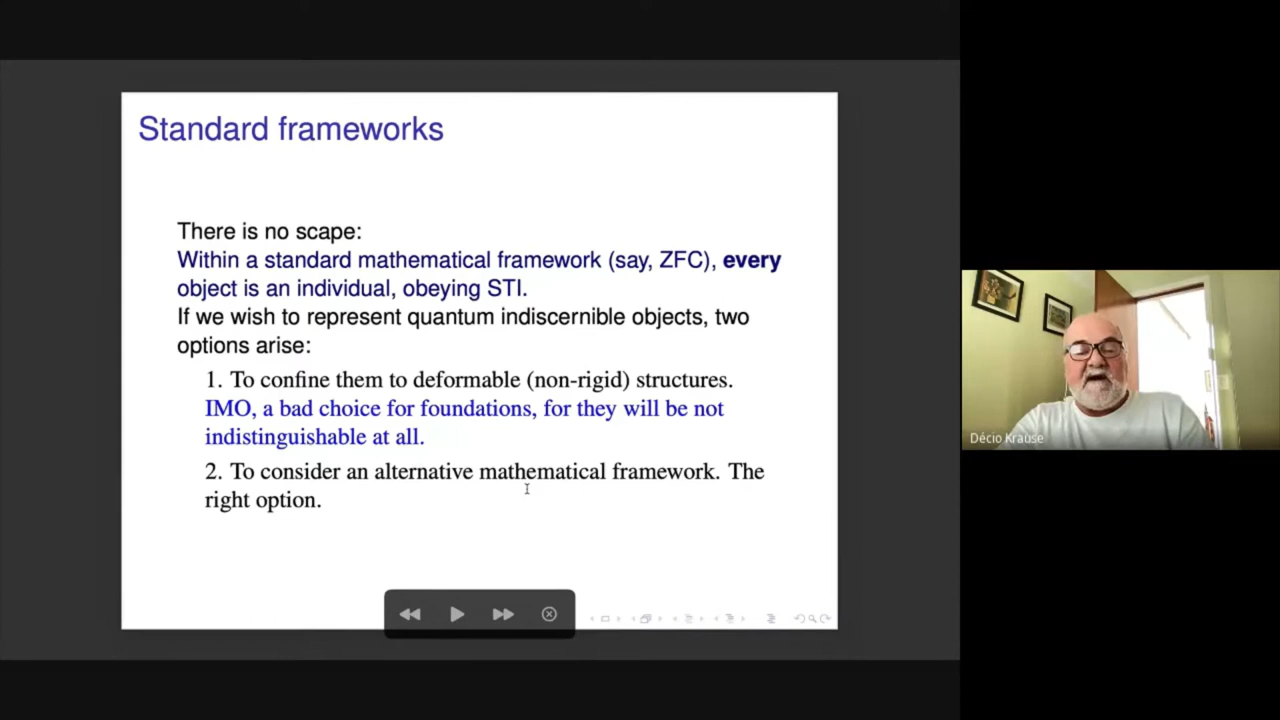 Standard frameworks
There is no scape:
Within a standard mathematical framework (say, ZFC), every
object is an individual, obeying STI.
If we wish to represent quantum indiscernible objects, two
options arise:
1. To confine them to deformable (non-rigid) structures.
IMO, a bad choice for foundations, for they will be not
indistinguishable at all.
2. To consider an alternative mathematical framework. The
right option.
Décio Krause